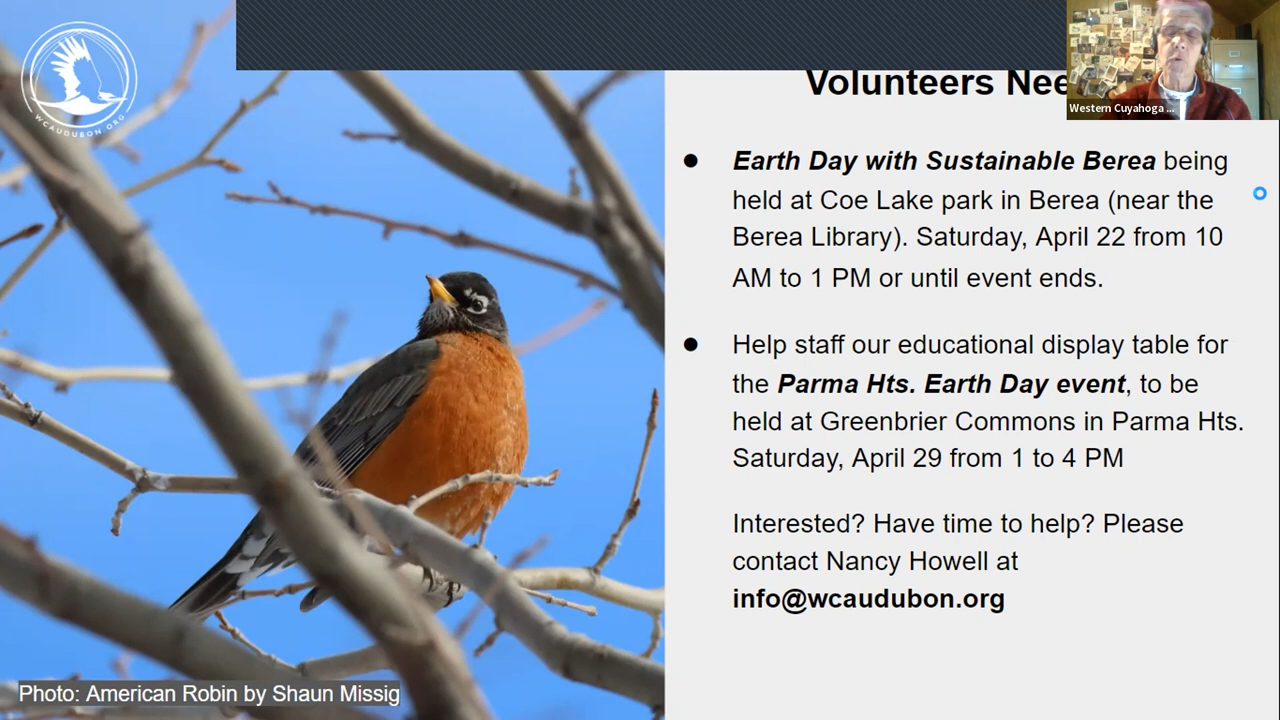 WCAUDUBON.ORG
Volunteers Nee
Western Cuyahoga ...
Earth Day with Sustainable Berea being
held at Coe Lake park in Berea (near the
Berea Library). Saturday, April 22 from 10
AM to 1 PM or until event ends.
Help staff our educational display table for
the Parma Hts. Earth Day event, to be
held at Greenbrier Commons in Parma Hts.
Saturday, April 29 from 1 to 4 PM
Interested? Have time to help? Please
contact Nancy Howell at
info@wcaudubon.org
Photo: American Robin by Shaun Missig